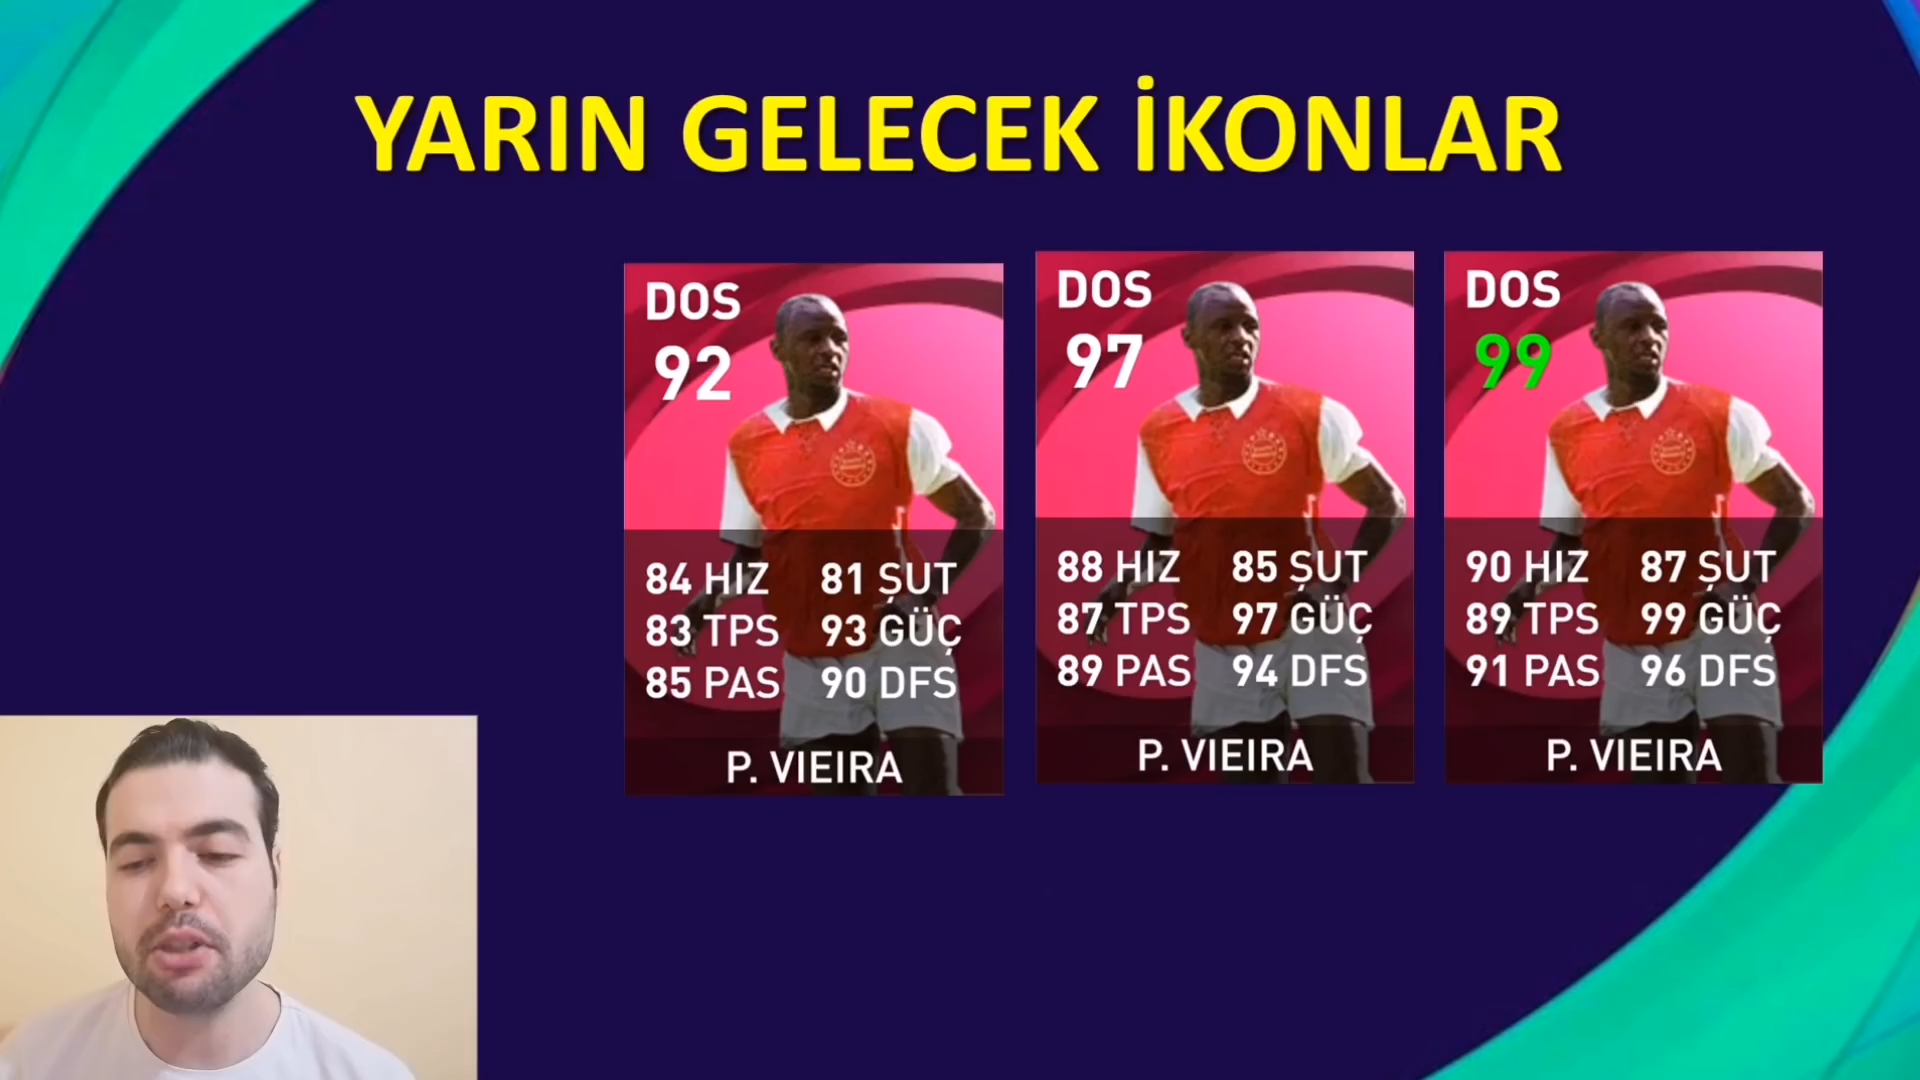 YARIN GELECEK İKONLAR
DOS
92
84 HIZ 81 ŞUT
83 TPS 93 GÜÇ
85 PAS 90 DFS
P. VIEIRA
DOS
97
88 HIZ 85 ŞUT
87 TPS 97 GÜÇ
89 PAS 94 DFS
P. VIEIRA
DOS
99
90 HIZ 87 ŞUT
89 TPS 99 GÜÇ
91 PAS 96 DFS
P. VIEIRA